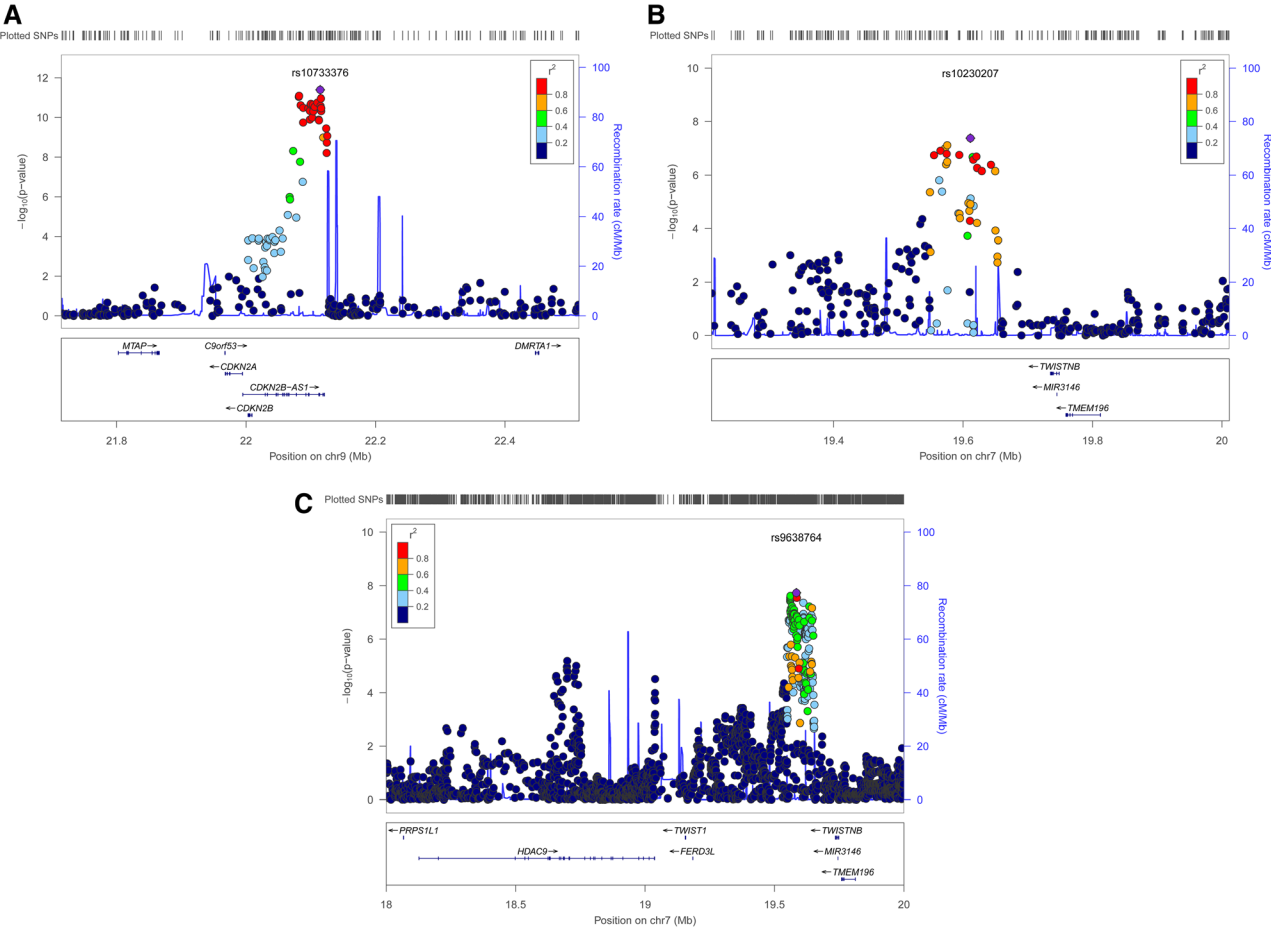 A
Plotted SNPs
rs10733376
r2
0.8
0.6
0.4
0.2
12
10
8
6
4
2
0
−log10(p−value)
100
80
60
40
20
0
Recombination rate (cM/Mb)
MTAP→
C9orf53→
DMRTA1→
←CDKN2A
CDKN2B−AS1→
←CDKN2B
21.8
22
22.2
22.4
Position on chr9 (Mb)
B
Plotted SNPs
rs10230207
r2
0.8
0.6
0.4
0.2
10
8
6
4
2
0
−log10(p−value)
100
80
60
40
20
0
Recombination rate (cM/Mb)
←TWISTNB
←MIR3146
←TMEM196
19.4
19.6
19.8
20
Position on chr7 (Mb)
C
Plotted SNPs
rs9638764
r2
0.8
0.6
0.4
0.2
10
8
6
4
2
0
−log10(p−value)
100
80
60
40
20
0
Recombination rate (cM/Mb)
←PRPS1L1
←TWIST1
←TWISTNB
HDAC9→
←FERD3L
←MIR3146
←TMEM196
18
18.5
19
19.5
20
Position on chr7 (Mb)